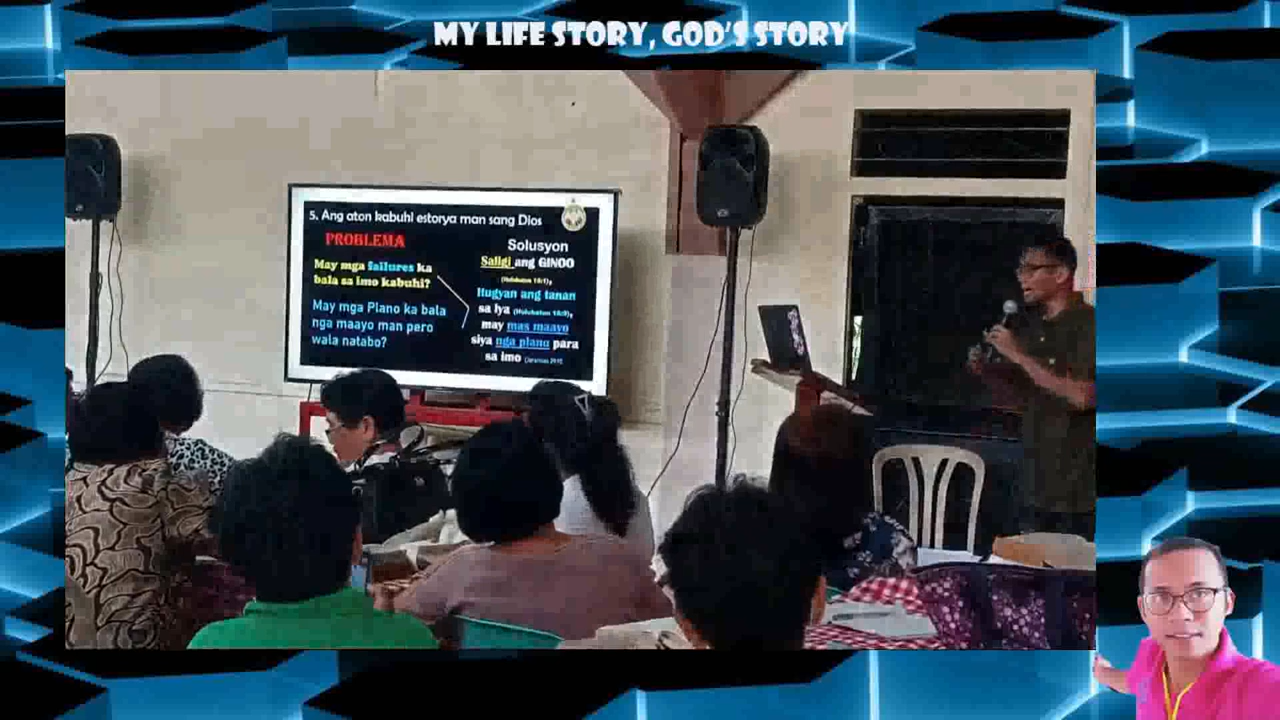 MY LIFE STORY, GOD'S STORY
5. Ang aton kabuhi estorya man sang Dios
PROBLEMA
May mga failures ka
bala sa imo kabuhi?
May mga Plano ka bala
nga maayo man pero
wala natabo?
Solusyon
Saligi ang GINOO
Itugyan ang tanan
sa Iya
may mas maayo
siya nga plano para
sa imo